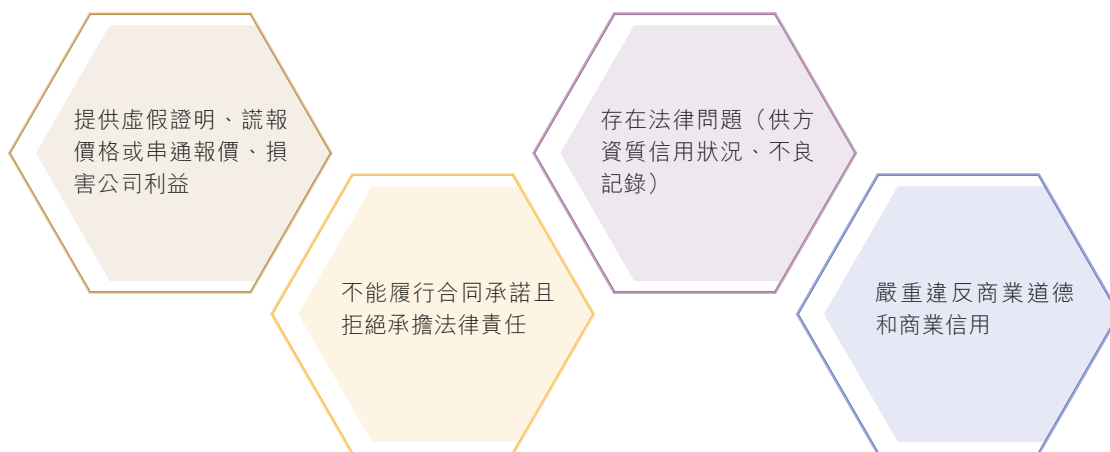 提供虛假證明、謊報
價格或串通報價、損
害公司利益
不能履行合同承諾且
拒絕承擔法律責任
存在法律問題（供方
資質信用狀況、不良
記錄）
嚴重違反商業道德
和商業信用